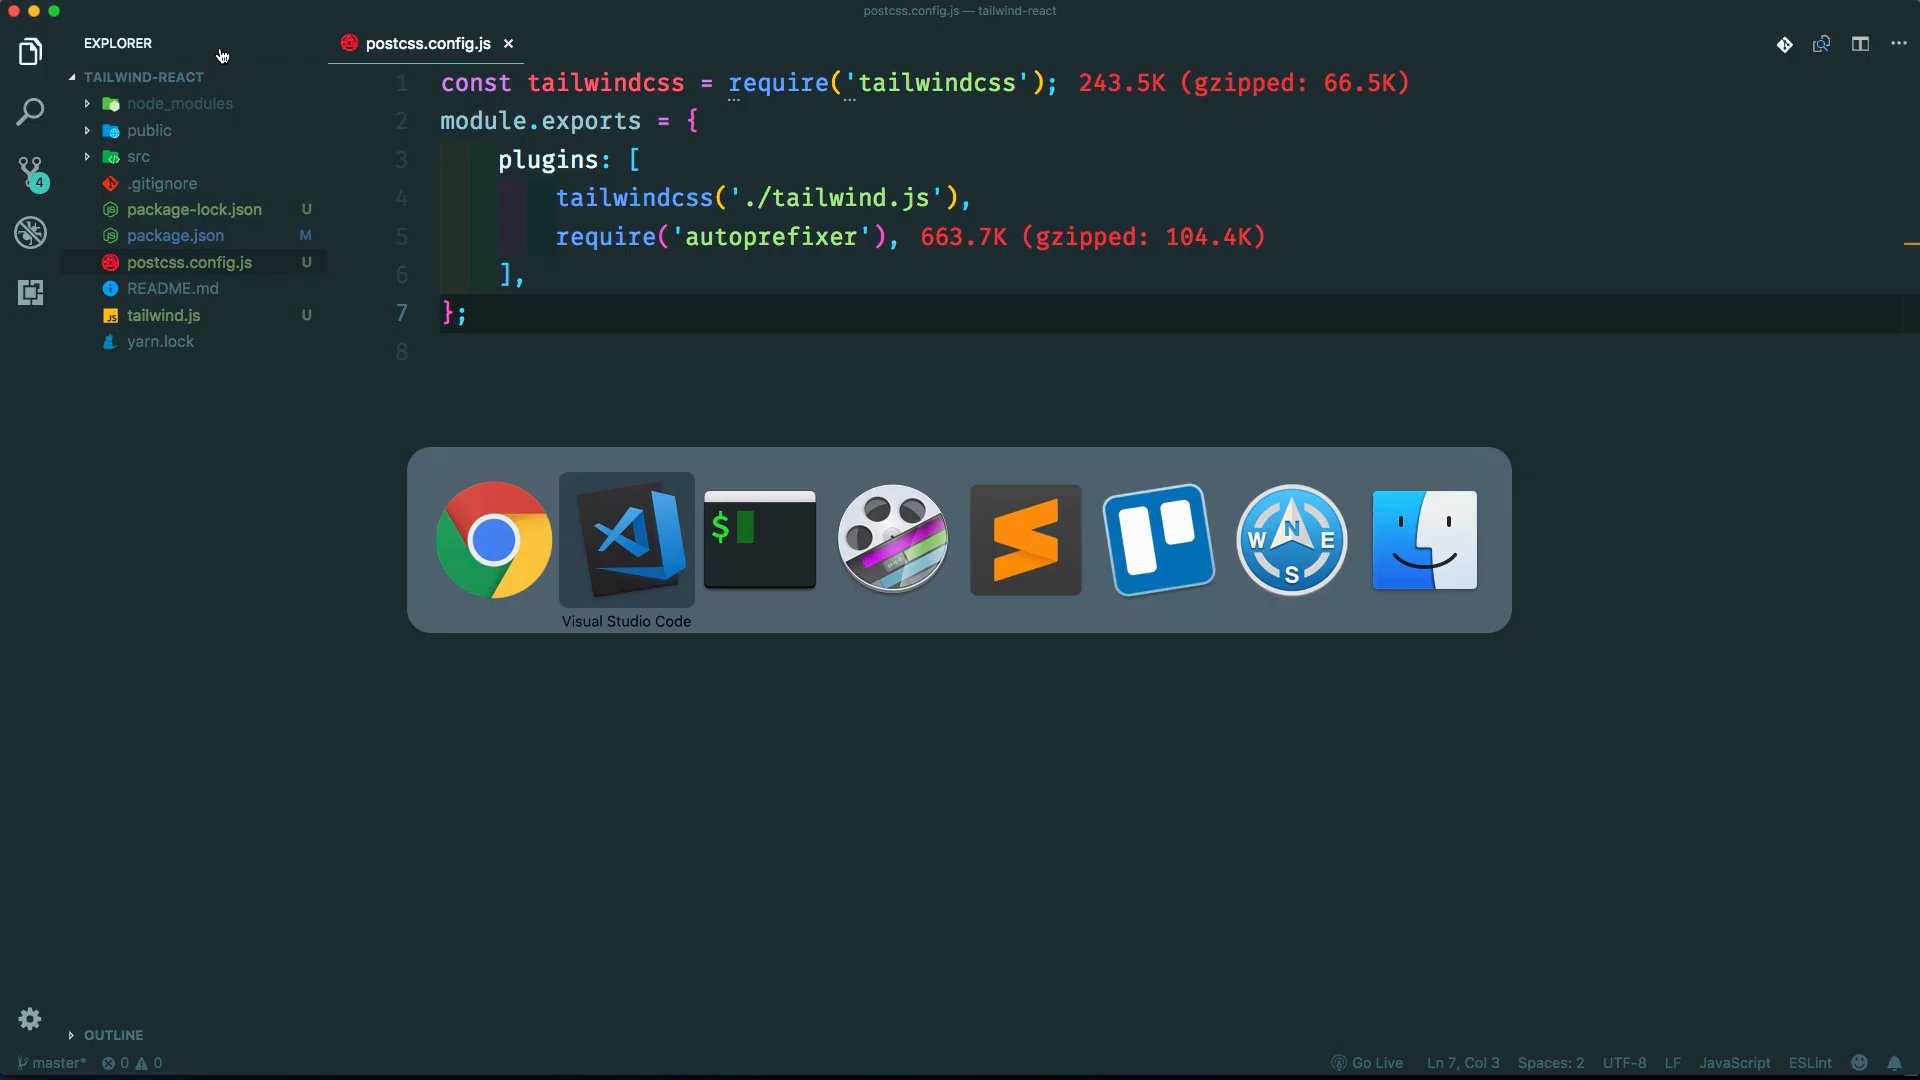 postcss.config.js — tailwind-react
EXPLORER
postcss.config.js ×
TAILWIND-REACT
node_modules
public
src
.gitignore
package-lock.json U
package.json M
postcss.config.js U
README.md
tailwind.js U
yarn.lock
1 const tailwindcss = require('tailwindcss'); 243.5K (gzipped: 66.5K)
2 module.exports = {
3 plugins: [
4 tailwindcss('./tailwind.js'),
5 require('autoprefixer'), 663.7K (gzipped: 104.4K)
6 ],
7 };
8
4
$
N
W E
S
Visual Studio Code
OUTLINE
master* 0 0
Go Live Ln 7, Col 3 Spaces: 2 UTF-8 LF JavaScript ESLint